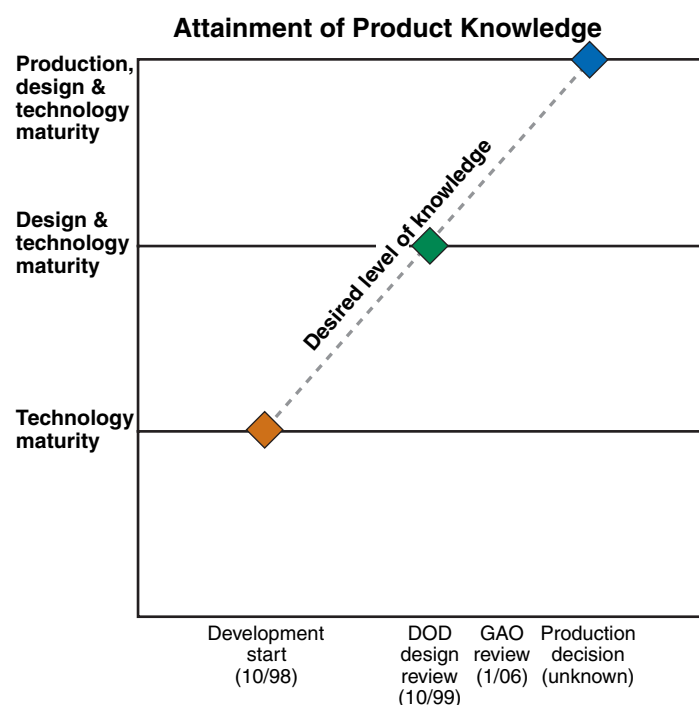 Attainment of Product Knowledge
Production,
design &
technology
maturity
Design &
technology
maturity
Technology
maturity
Desired level of knowledge
Development
start
(10/98)
DOD
design
review
(10/99)
GAO
review
(1/06)
Production
decision
(unknown)